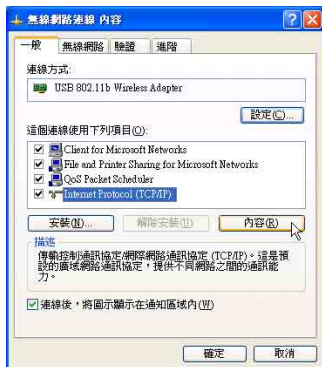 無線網路連線 內容
一般 無線網路 驗證 進階
連線方式:
USB 802.11b Wireless Adapter
設定(C)...
這個連線使用下列項目(O):
Client for Microsoft Networks
File and Printer Sharing for Microsoft Networks
QoS Packet Scheduler
Internet Protocol (TCP/IP)
安裝(N)... 解除安裝(U) 內容(R)
描述
傳輸控制通訊協定/網際網路通訊協定 (TCP/IP)。這是預
設的廣域網路通訊協定，提供不同網路之間的通訊能
力。
連線後，將圖示顯示在通知區域內(W)
確定 取消